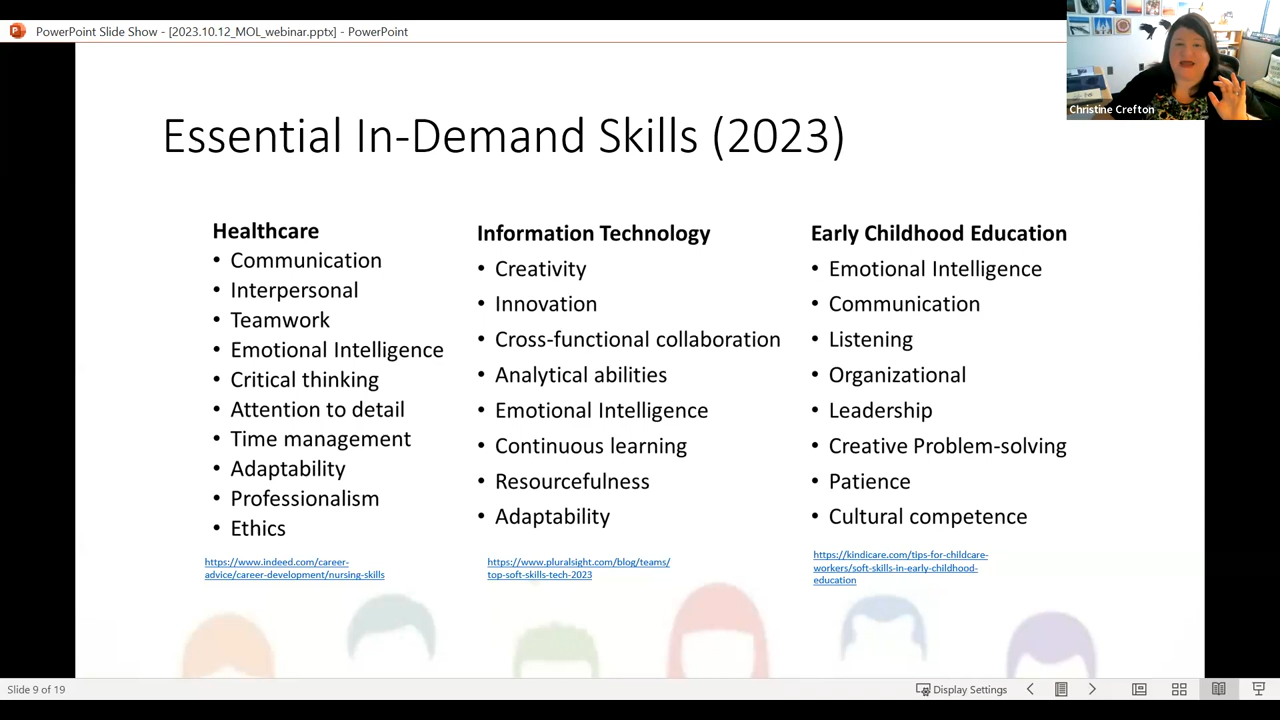 PowerPoint Slide Show - [2023.10.12_MOL_webinar.pptx] - PowerPoint
Christine Crefton
Essential In-Demand Skills (2023)
Healthcare
• Communication
• Interpersonal
• Teamwork
• Emotional Intelligence
• Critical thinking
• Attention to detail
• Time management
• Adaptability
• Professionalism
• Ethics
https://www.indeed.com/career-
advice/career-development/nursing-skills
Information Technology
• Creativity
• Innovation
• Cross-functional collaboration
• Analytical abilities
• Emotional Intelligence
• Continuous learning
• Resourcefulness
• Adaptability
https://www.pluralsight.com/blog/teams/
top-soft-skills-tech-2023
Early Childhood Education
• Emotional Intelligence
• Communication
• Listening
• Organizational
• Leadership
• Creative Problem-solving
• Patience
• Cultural competence
https://kindicare.com/tips-for-childcare-
workers/soft-skills-in-early-childhood-
education
Slide 9 of 19
Display Settings